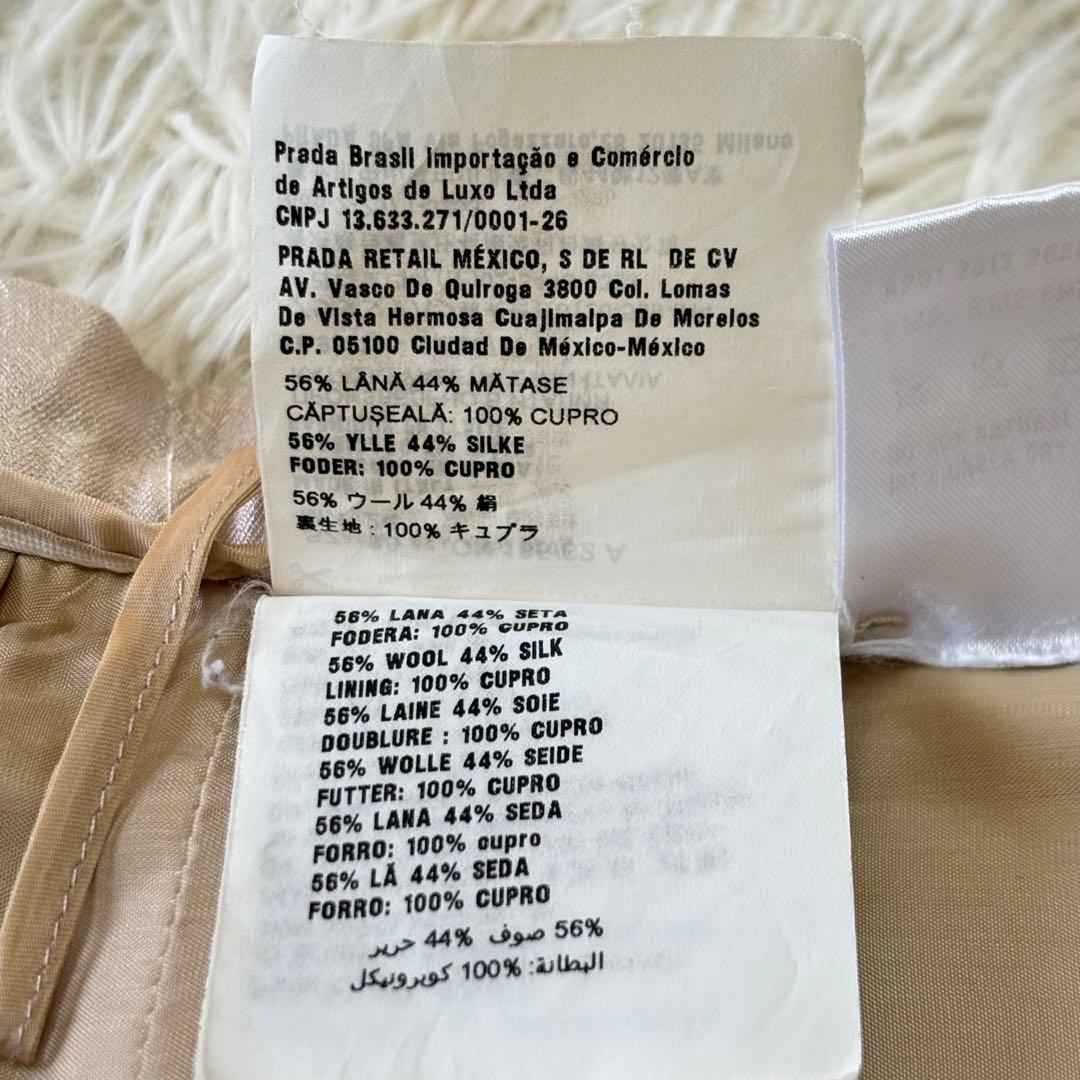 Prada Brasil Importação e Comércio
de Artigos de Luxo Ltda
CNPJ 13.633.271/0001-26
PRADA RETAIL MÉXICO, S DE RL DE CV
AV. Vasco De Quiroga 3800 Col. Lomas
De Vista Hermosa Cuajimalpa De Morelos
C.P. 05100 Ciudad De México-México
56% LÂNĂ 44% MĂTASE
CĂPTUȘEALĂ: 100% CUPRO
56% YLLE 44% SILKE
FODER: 100% CUPRO
56% ウール 44% 絹
裏生地：100% キュプラ
56% LANA 44% SETA
FODERA: 100% CUPRO
56% WOOL 44% SILK
LINING: 100% CUPRO
56% LAINE 44% SOIE
DOUBLURE : 100% CUPRO
56% WOLLE 44% SEIDE
FUTTER: 100% CUPRO
56% LANA 44% SEDA
FORRO: 100% cupro
56% LÃ 44% SEDA
FORRO: 100% CUPRO
56% صوف 44% حرير
البطانة: 100% كوبرونيكل